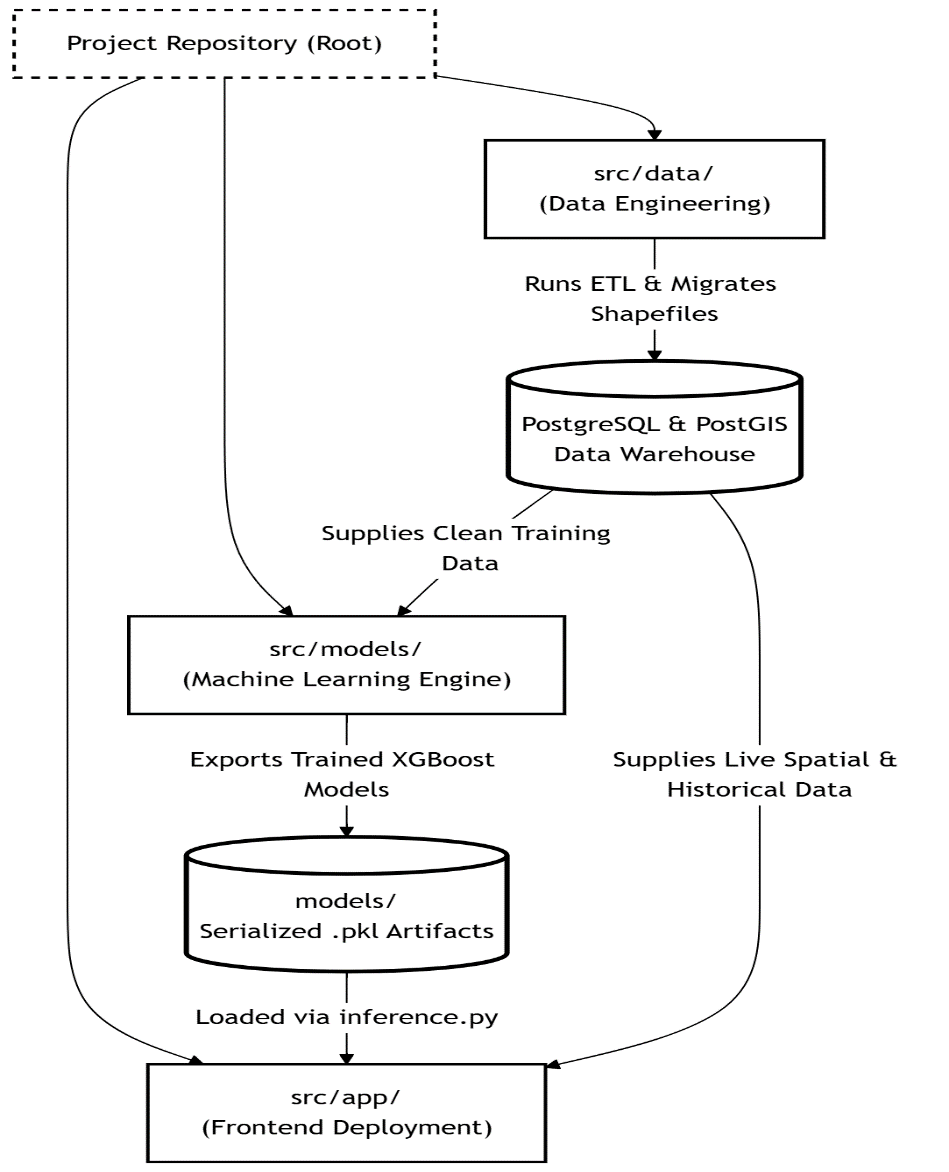 Project Repository (Root)
src/data/
(Data Engineering)
Runs ETL & Migrates
Shapefiles
PostgreSQL & PostGIS
Data Warehouse
Supplies Clean Training
Data
src/models/
(Machine Learning Engine)
Exports Trained XGBoost
Models
Supplies Live Spatial &
Historical Data
models/
Serialized .pkl Artifacts
Loaded via inference.py
src/app/
(Frontend Deployment)